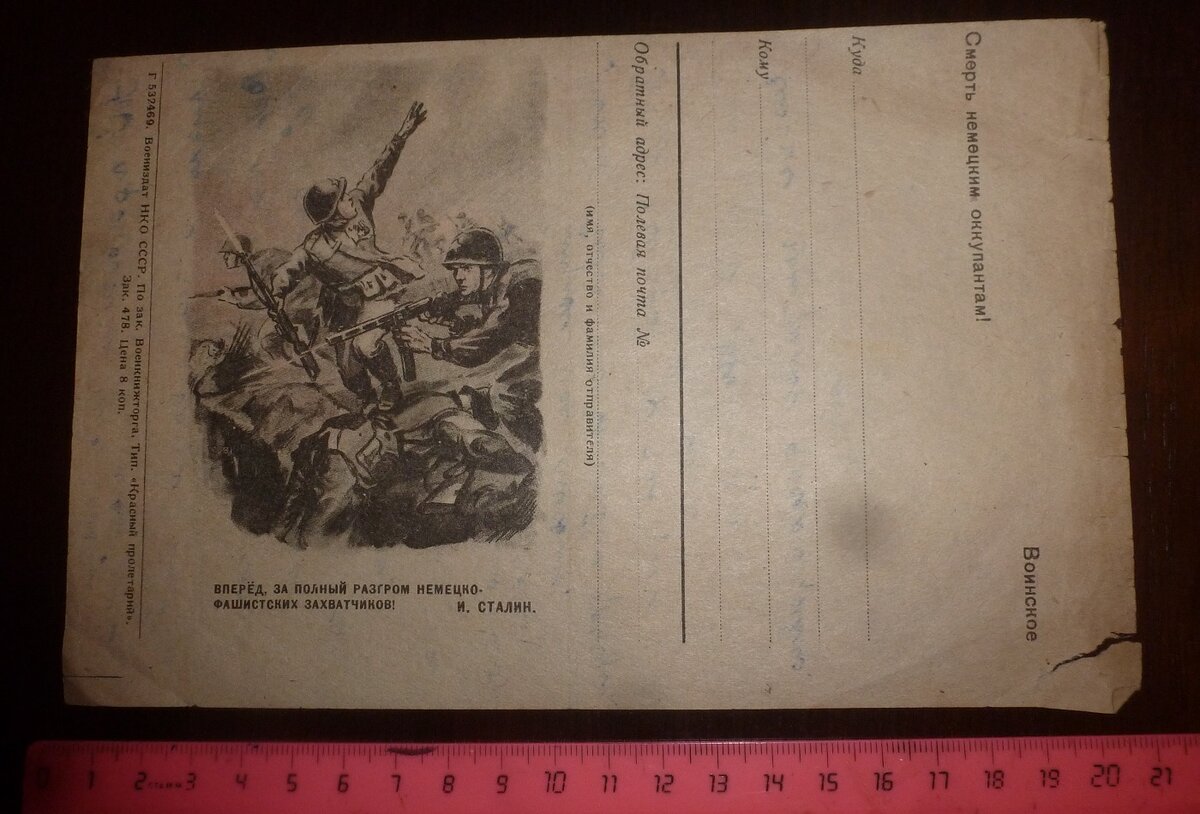 Воинское
Смерть немецким оккупантам!
Куда
Кому
Обратный адрес: Полевая почта №
(имя, отчество и фамилия отправителя)
ВПЕРЁД, ЗА ПОЛНЫЙ РАЗГРОМ НЕМЕЦКО-
ФАШИСТСКИХ ЗАХВАТЧИКОВ! И. СТАЛИН.
Г 532469. Воениздат НКО СССР. По зак. Военкнижторга. Тип. «Красный пролетарий».
Зак. 478. Цена 8 коп.
0 1 2 3 4 5 6 7 8 9 10 11 12 13 14 15 16 17 18 19 20 21